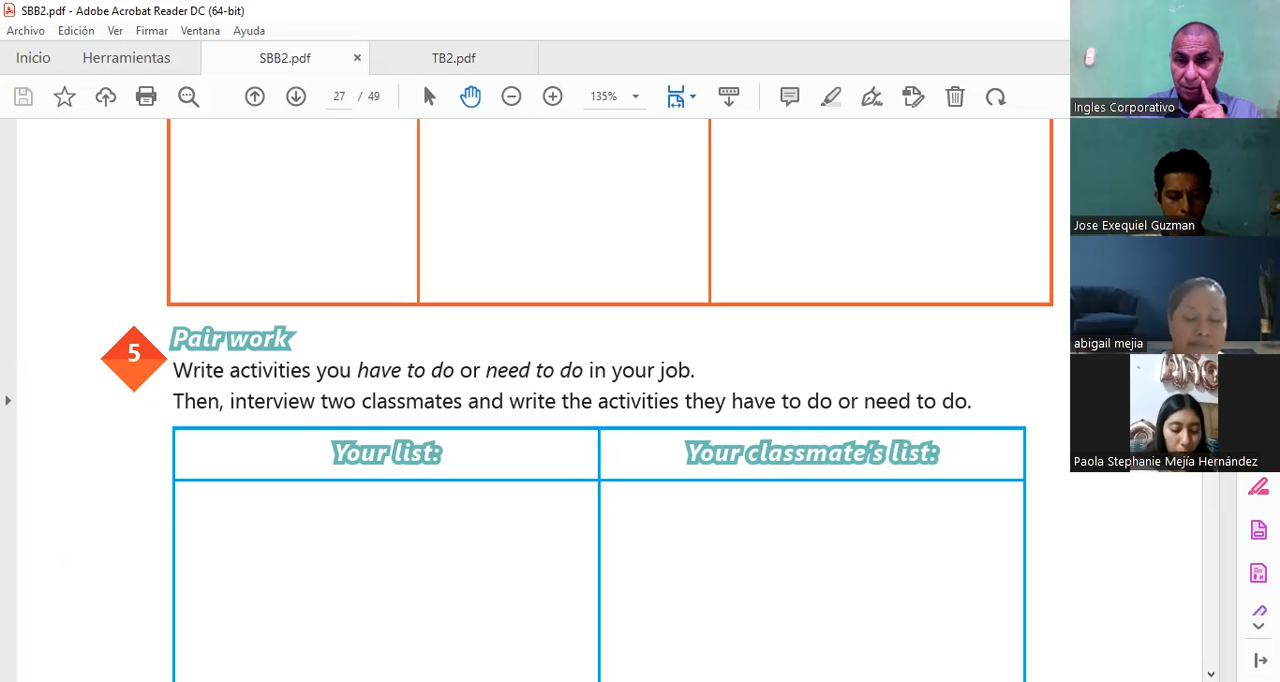 SBB2.pdf - Adobe Acrobat Reader DC (64-bit)
Archivo Edición Ver Firmar Ventana Ayuda
Inicio Herramientas SBB2.pdf × TB2.pdf
27 / 49 135%
5 Pair work
Write activities you have to do or need to do in your job.
Then, interview two classmates and write the activities they have to do or need to do.
Your list: Your classmate's list:
Ingles Corporativo
Jose Exequiel Guzman
abigail mejia
Paola Stephanie Mejía Hernández